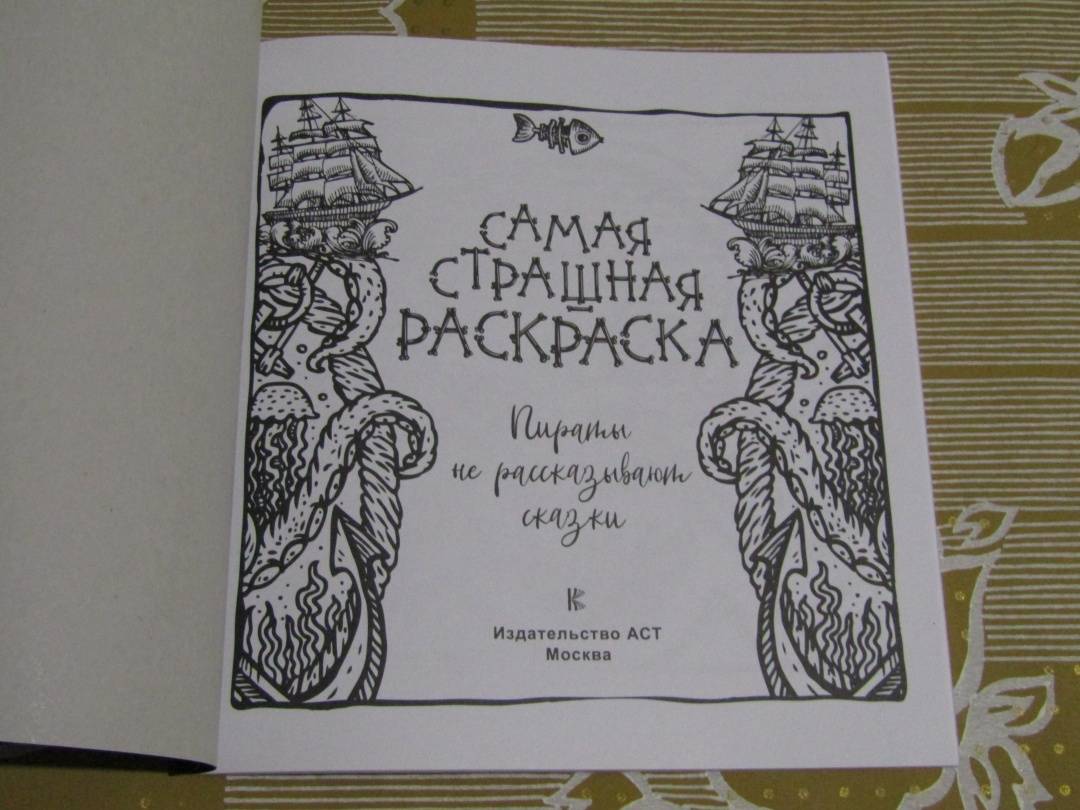 САМАЯ
СТРАШНАЯ
РАСКРАСКА
Пираты
не рассказывают
сказки
Издательство АСТ
Москва